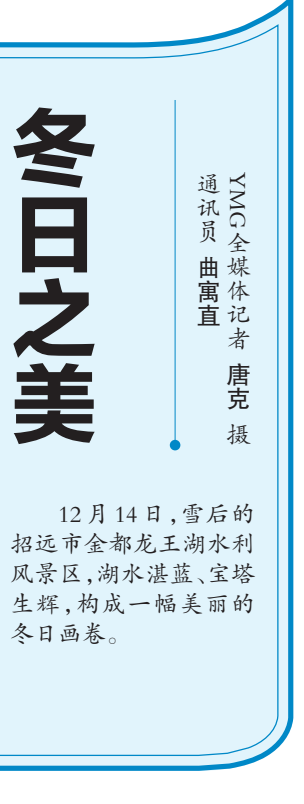 冬日之美
YMG全媒体记者 唐克 摄
通讯员 曲寓直
12月14日,雪后的
招远市金都龙王湖水利
风景区,湖水湛蓝、宝塔
生辉,构成一幅美丽的
冬日画卷。